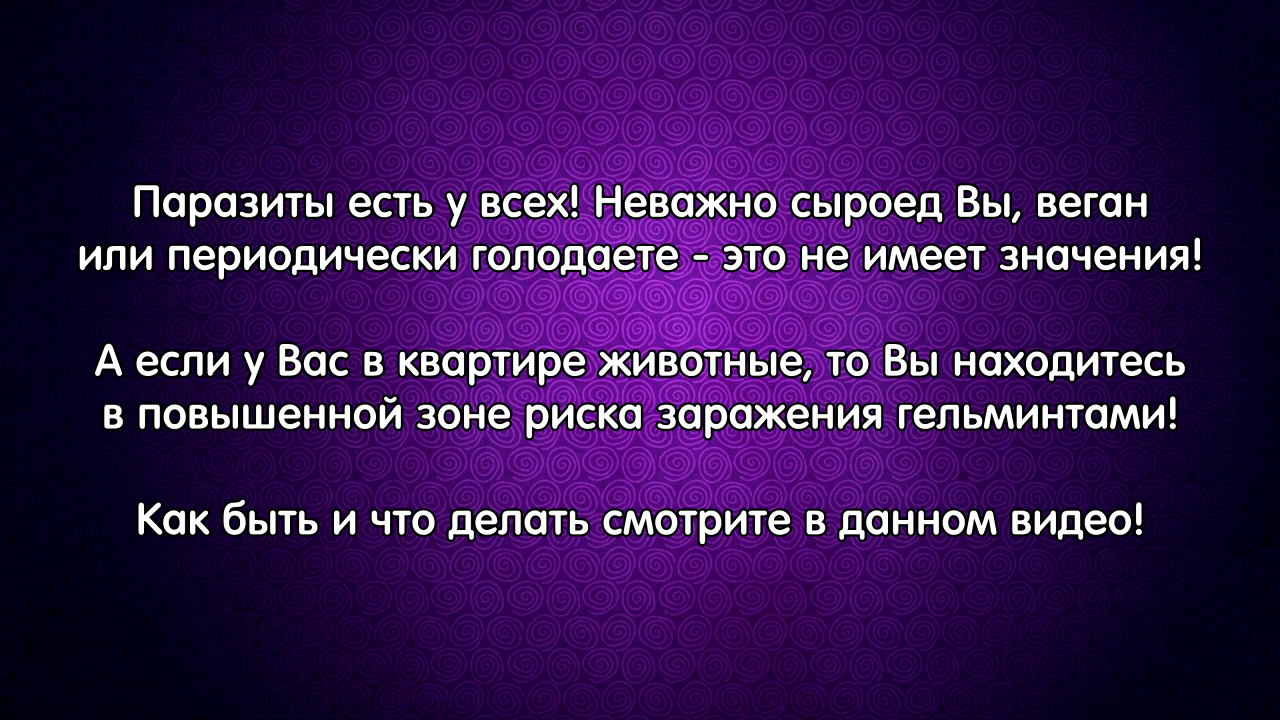 Паразиты есть у всех! Неважно сыроед Вы, веган
или периодически голодаете - это не имеет значения!
А если у Вас в квартире животные, то Вы находитесь
в повышенной зоне риска заражения гельминтами!
Как быть и что делать смотрите в данном видео!